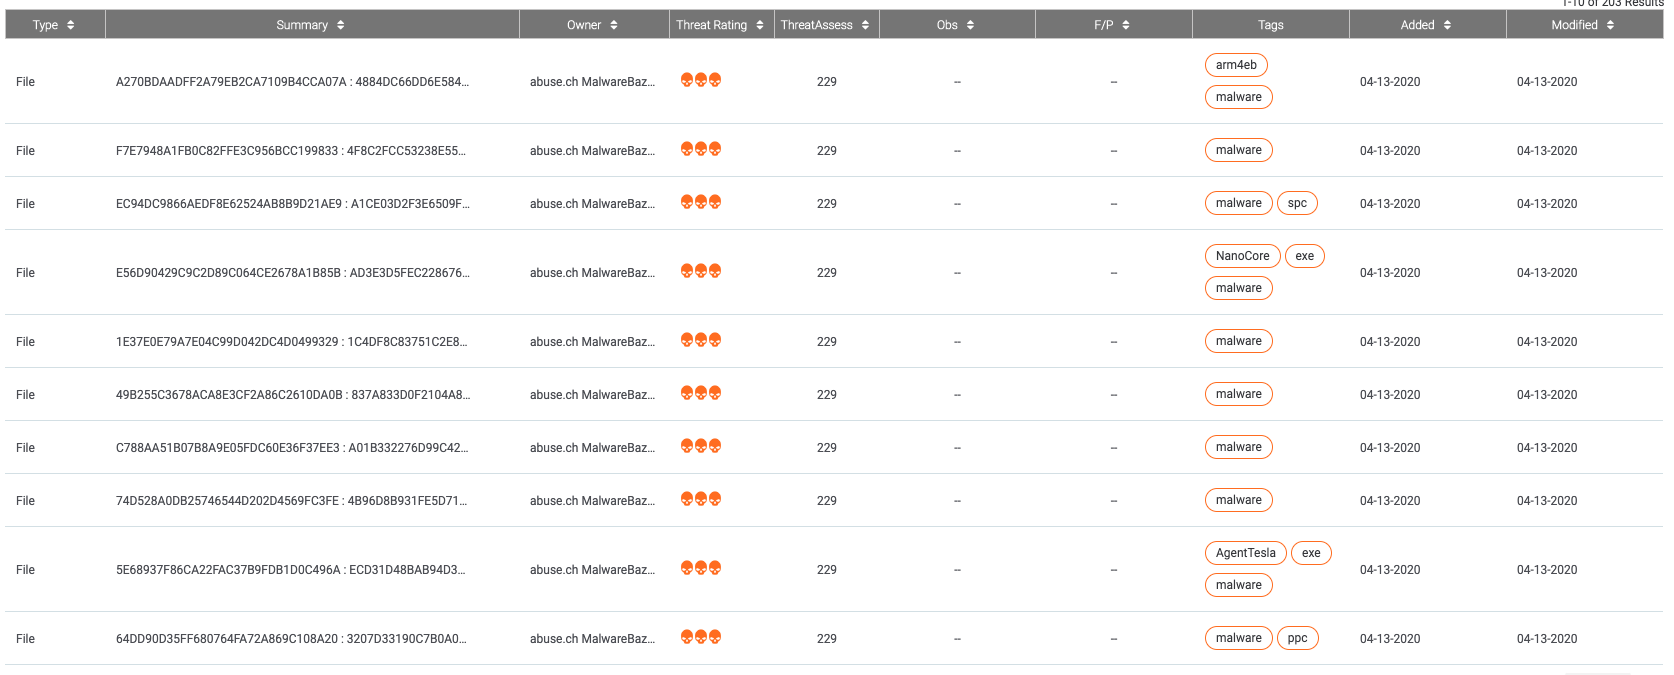 1-10 of 203 Results
Type Summary Owner Threat Rating ThreatAssess Obs F/P Tags Added Modified
File A270BDAADFF2A79EB2CA7109B4CCA07A : 4884DC66DD6E584... abuse.ch MalwareBaz... 229 -- -- arm4eb malware 04-13-2020 04-13-2020
File F7E7948A1FB0C82FFE3C956BCC199833 : 4F8C2FCC53238E55... abuse.ch MalwareBaz... 229 -- -- malware 04-13-2020 04-13-2020
File EC94DC9866AEDF8E62524AB8B9D21AE9 : A1CE03D2F3E6509F... abuse.ch MalwareBaz... 229 -- -- malware spc 04-13-2020 04-13-2020
File E56D90429C9C2D89C064CE2678A1B85B : AD3E3D5FEC228676... abuse.ch MalwareBaz... 229 -- -- NanoCore exe malware 04-13-2020 04-13-2020
File 1E37E0E79A7E04C99D042DC4D0499329 : 1C4DF8C83751C2E8... abuse.ch MalwareBaz... 229 -- -- malware 04-13-2020 04-13-2020
File 49B255C3678ACA8E3CF2A86C2610DA0B : 837A833D0F2104A8... abuse.ch MalwareBaz... 229 -- -- malware 04-13-2020 04-13-2020
File C788AA51B07B8A9E05FDC60E36F37EE3 : A01B332276D99C42... abuse.ch MalwareBaz... 229 -- -- malware 04-13-2020 04-13-2020
File 74D528A0DB25746544D202D4569FC3FE : 4B96D8B931FE5D71... abuse.ch MalwareBaz... 229 -- -- malware 04-13-2020 04-13-2020
File 5E68937F86CA22FAC37B9FDB1D0C496A : ECD31D48BAB94D3... abuse.ch MalwareBaz... 229 -- -- AgentTesla exe malware 04-13-2020 04-13-2020
File 64DD90D35FF680764FA72A869C108A20 : 3207D33190C7B0A0... abuse.ch MalwareBaz... 229 -- -- malware ppc 04-13-2020 04-13-2020